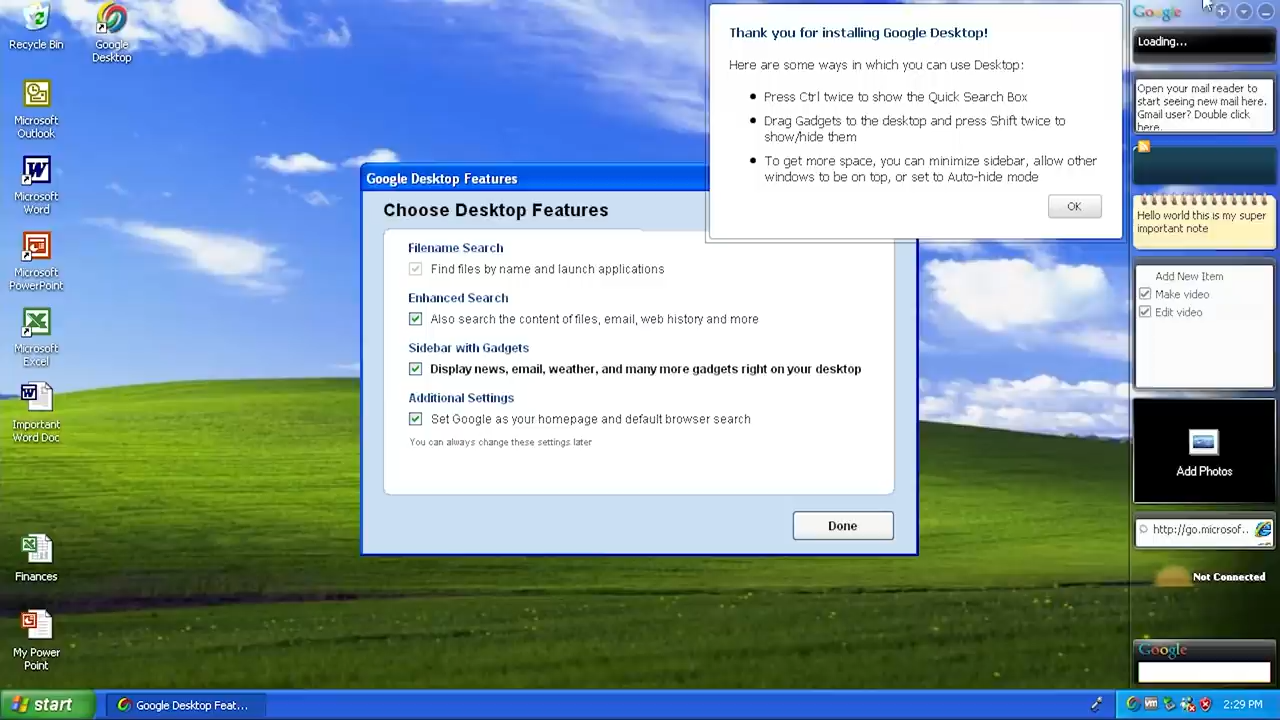 Recycle Bin
Google
Desktop
Microsoft
Outlook
Microsoft
Word
Microsoft
PowerPoint
Microsoft
Excel
Important
Word Doc
Finances
My Power
Point
Google Desktop Features
Choose Desktop Features
Filename Search
Find files by name and launch applications
Enhanced Search
Also search the content of files, email, web history and more
Sidebar with Gadgets
Display news, email, weather, and many more gadgets right on your desktop
Additional Settings
Set Google as your homepage and default browser search
You can always change these settings later
Done
Thank you for installing Google Desktop!
Here are some ways in which you can use Desktop:
Press Ctrl twice to show the Quick Search Box
Drag Gadgets to the desktop and press Shift twice to
show/hide them
To get more space, you can minimize sidebar, allow other
windows to be on top, or set to Auto-hide mode
OK
Google
Loading...
Open your mail reader to
start seeing new mail here.
Gmail user? Double click
here.
Hello world this is my super
important note
Add New Item
Make video
Edit video
Add Photos
http://go.microsof..
Not Connected
Google
start
Google Desktop Feat...
2:29 PM